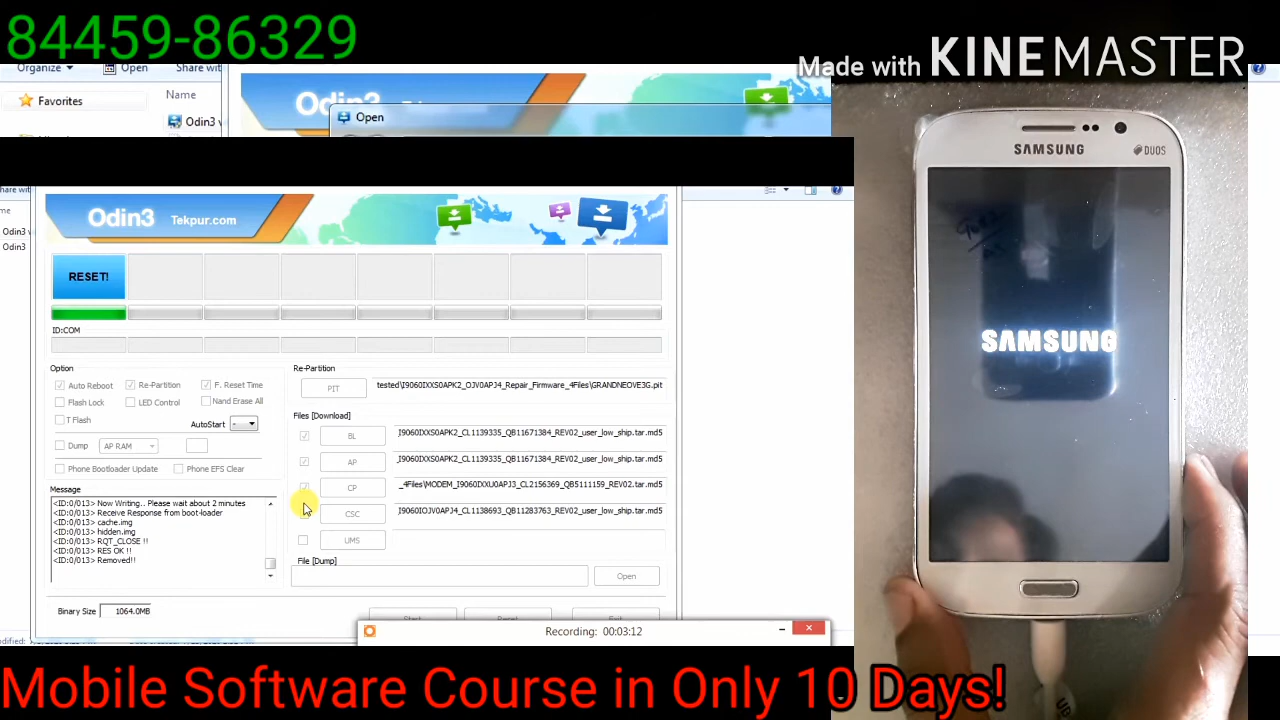 84459-86329
Made with KINEMASTER
Organize
Open
Share wit
Favorites
Name
Odin3 v
Open
SAMSUNG
DUOS
SAMSUNG
Odin3 v
Odin3
Odin3 Tekpur.com
RESET!
ID:COM
Option
Auto Reboot
Re-Partition
F. Reset Time
Flash Lock
LED Control
Nand Erase All
T Flash
AutoStart -
Dump
AP RAM
Phone Bootloader Update
Phone EFS Clear
Message
<ID:0/013> Now Writing.. Please wait about 2 minutes
<ID:0/013> Receive Response from boot-loader
<ID:0/013> cache.img
<ID:0/013> hidden.img
<ID:0/013> RQT_CLOSE !!
<ID:0/013> RES OK !!
<ID:0/013> Removed!!
Binary Size 1064.0MB
Re-Partition
PIT tested\I9060IXXS0APK2_OJV0APJ4_Repair_Firmware_4Files\GRANDNEOVE3G.pit
Files [Download]
BL I9060IXXS0APK2_CL1139335_QB11671384_REV02_user_low_ship.tar.md5
AP I9060IXXS0APK2_CL1139335_QB11671384_REV02_user_low_ship.tar.md5
CP _4Files\MODEM_I9060IXXU0APJ3_CL2156369_QB5111159_REV02.tar.md5
CSC I9060IOJV0APJ4_CL1138693_QB11283763_REV02_user_low_ship.tar.md5
UMS
File [Dump]
Open
Recording: 00:03:12
Mobile Software Course in Only 10 Days!